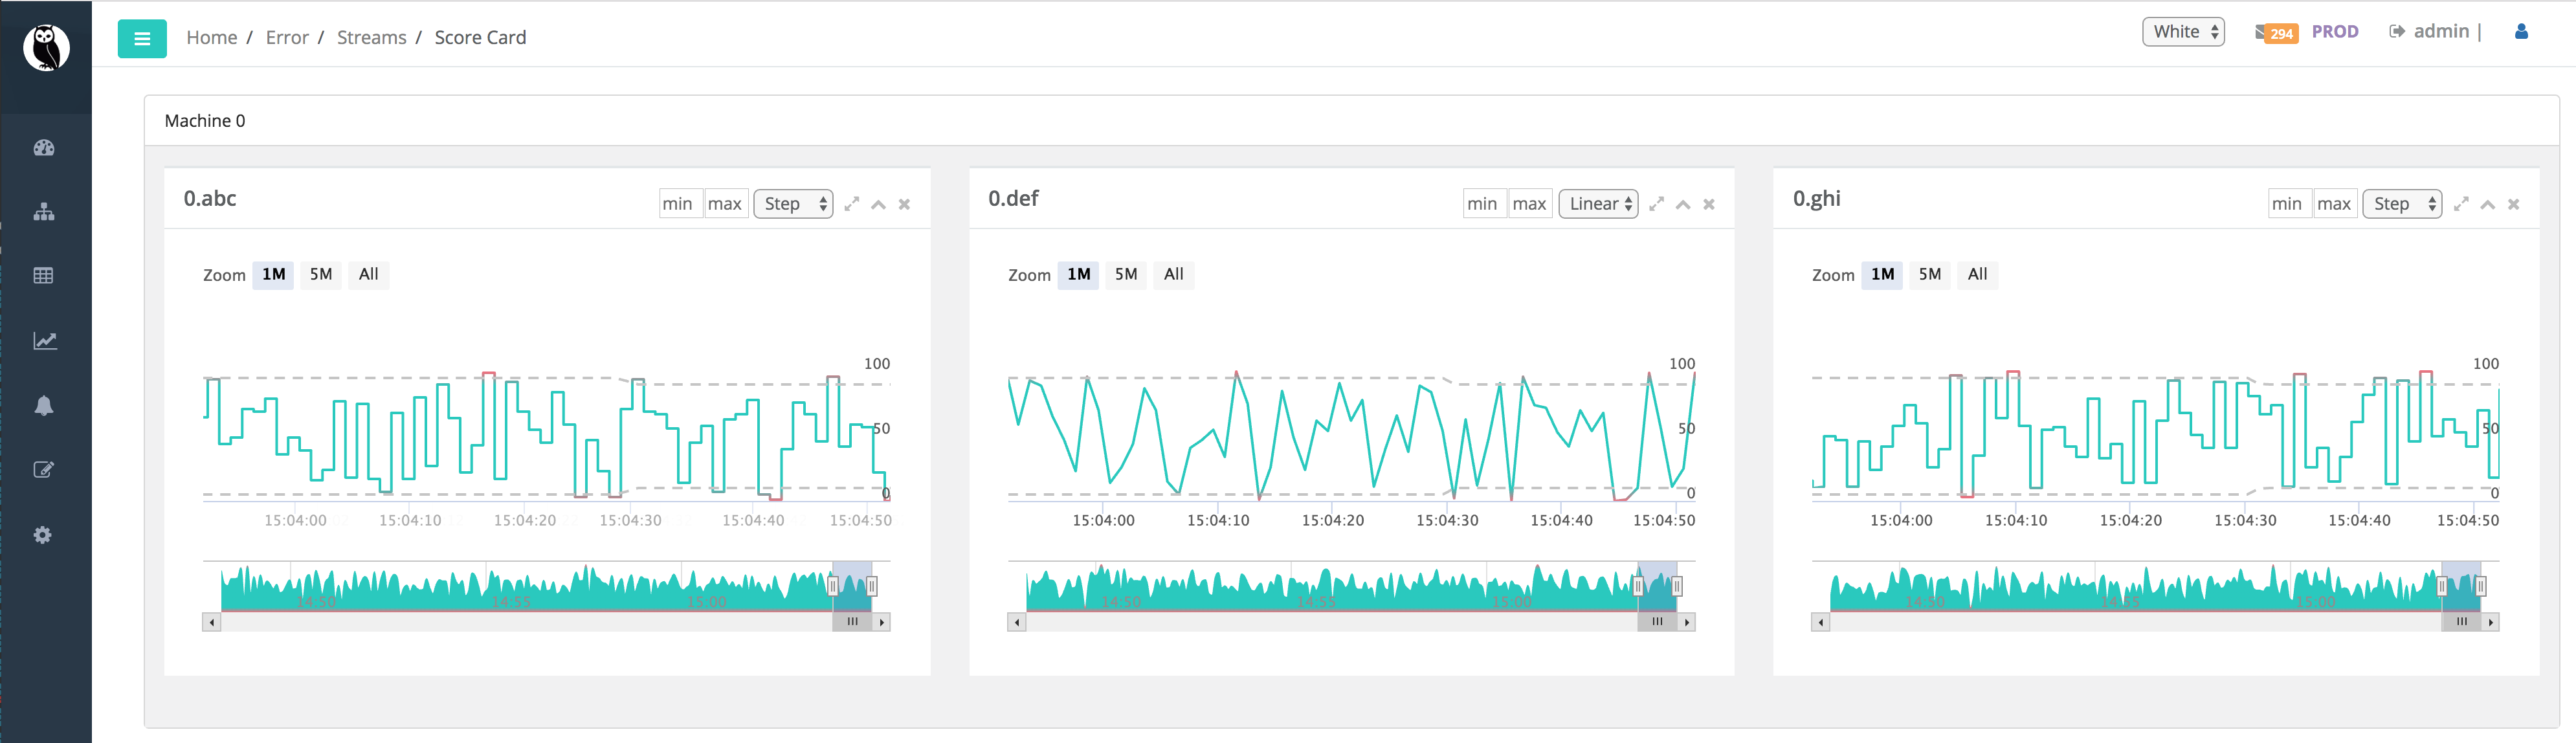 Home / Error / Streams / Score Card White 294 PROD admin |
Machine 0
0.abc min max Step
Zoom 1M 5M All
100
50
0
15:04:00 15:04:10 15:04:20 15:04:30 15:04:40 15:04:50
14:50 14:55 15:00
0.def min max Linear
Zoom 1M 5M All
100
50
0
15:04:00 15:04:10 15:04:20 15:04:30 15:04:40 15:04:50
14:50 14:55 15:00
0.ghi min max Step
Zoom 1M 5M All
100
50
0
15:04:00 15:04:10 15:04:20 15:04:30 15:04:40 15:04:50
14:50 14:55 15:00